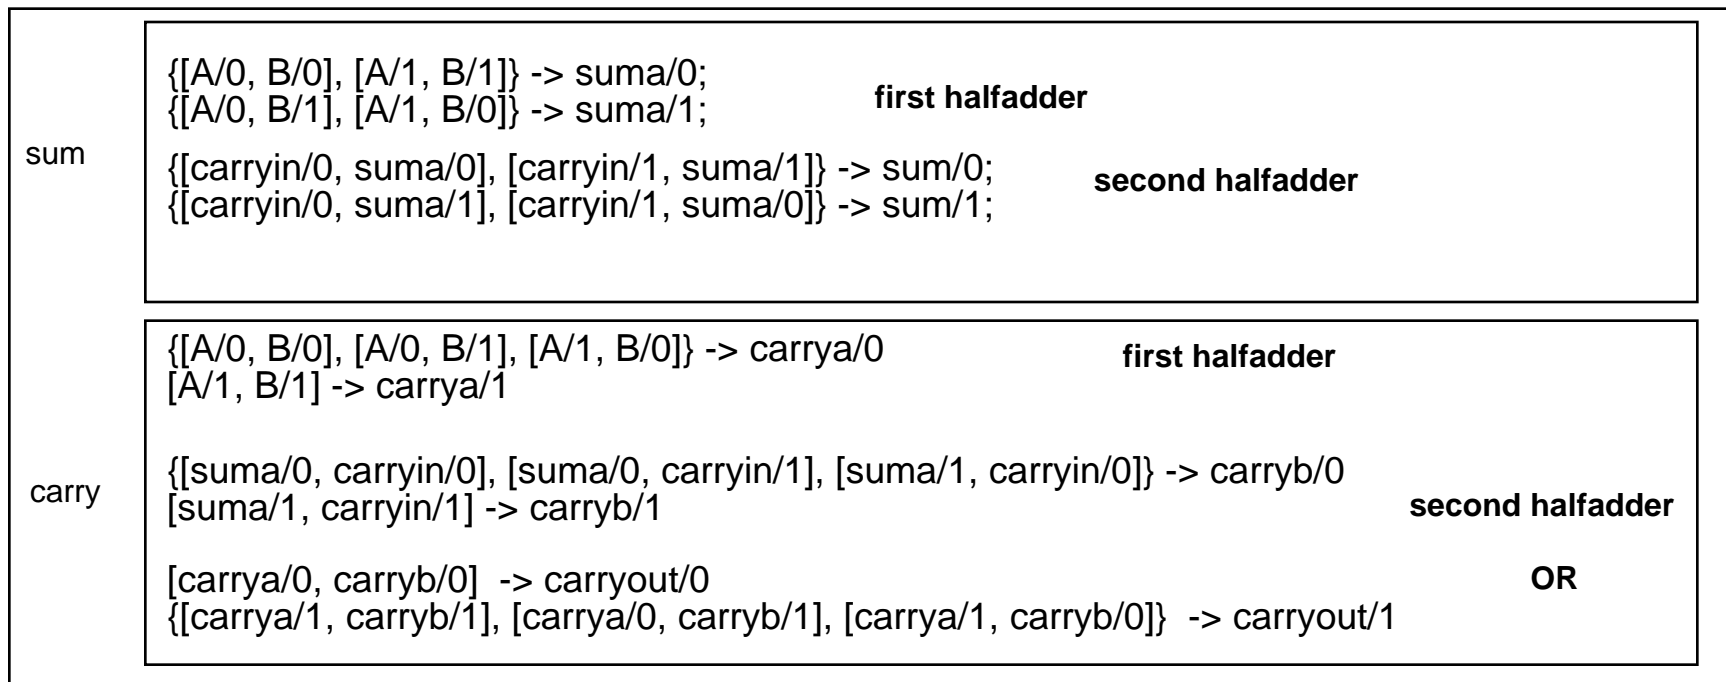 {[A/0, B/0], [A/1, B/1]} -> suma/0;
{[A/0, B/1], [A/1, B/0]} -> suma/1;
first halfadder
sum
{[carryin/0, suma/0], [carryin/1, suma/1]} -> sum/0;
{[carryin/0, suma/1], [carryin/1, suma/0]} -> sum/1;
second halfadder
{[A/0, B/0], [A/0, B/1], [A/1, B/0]} -> carrya/0
[A/1, B/1] -> carrya/1
first halfadder
carry
{[suma/0, carryin/0], [suma/0, carryin/1], [suma/1, carryin/0]} -> carryb/0
[suma/1, carryin/1] -> carryb/1
second halfadder
[carrya/0, carryb/0]  -> carryout/0
OR
{[carrya/1, carryb/1], [carrya/0, carryb/1], [carrya/1, carryb/0]}  -> carryout/1